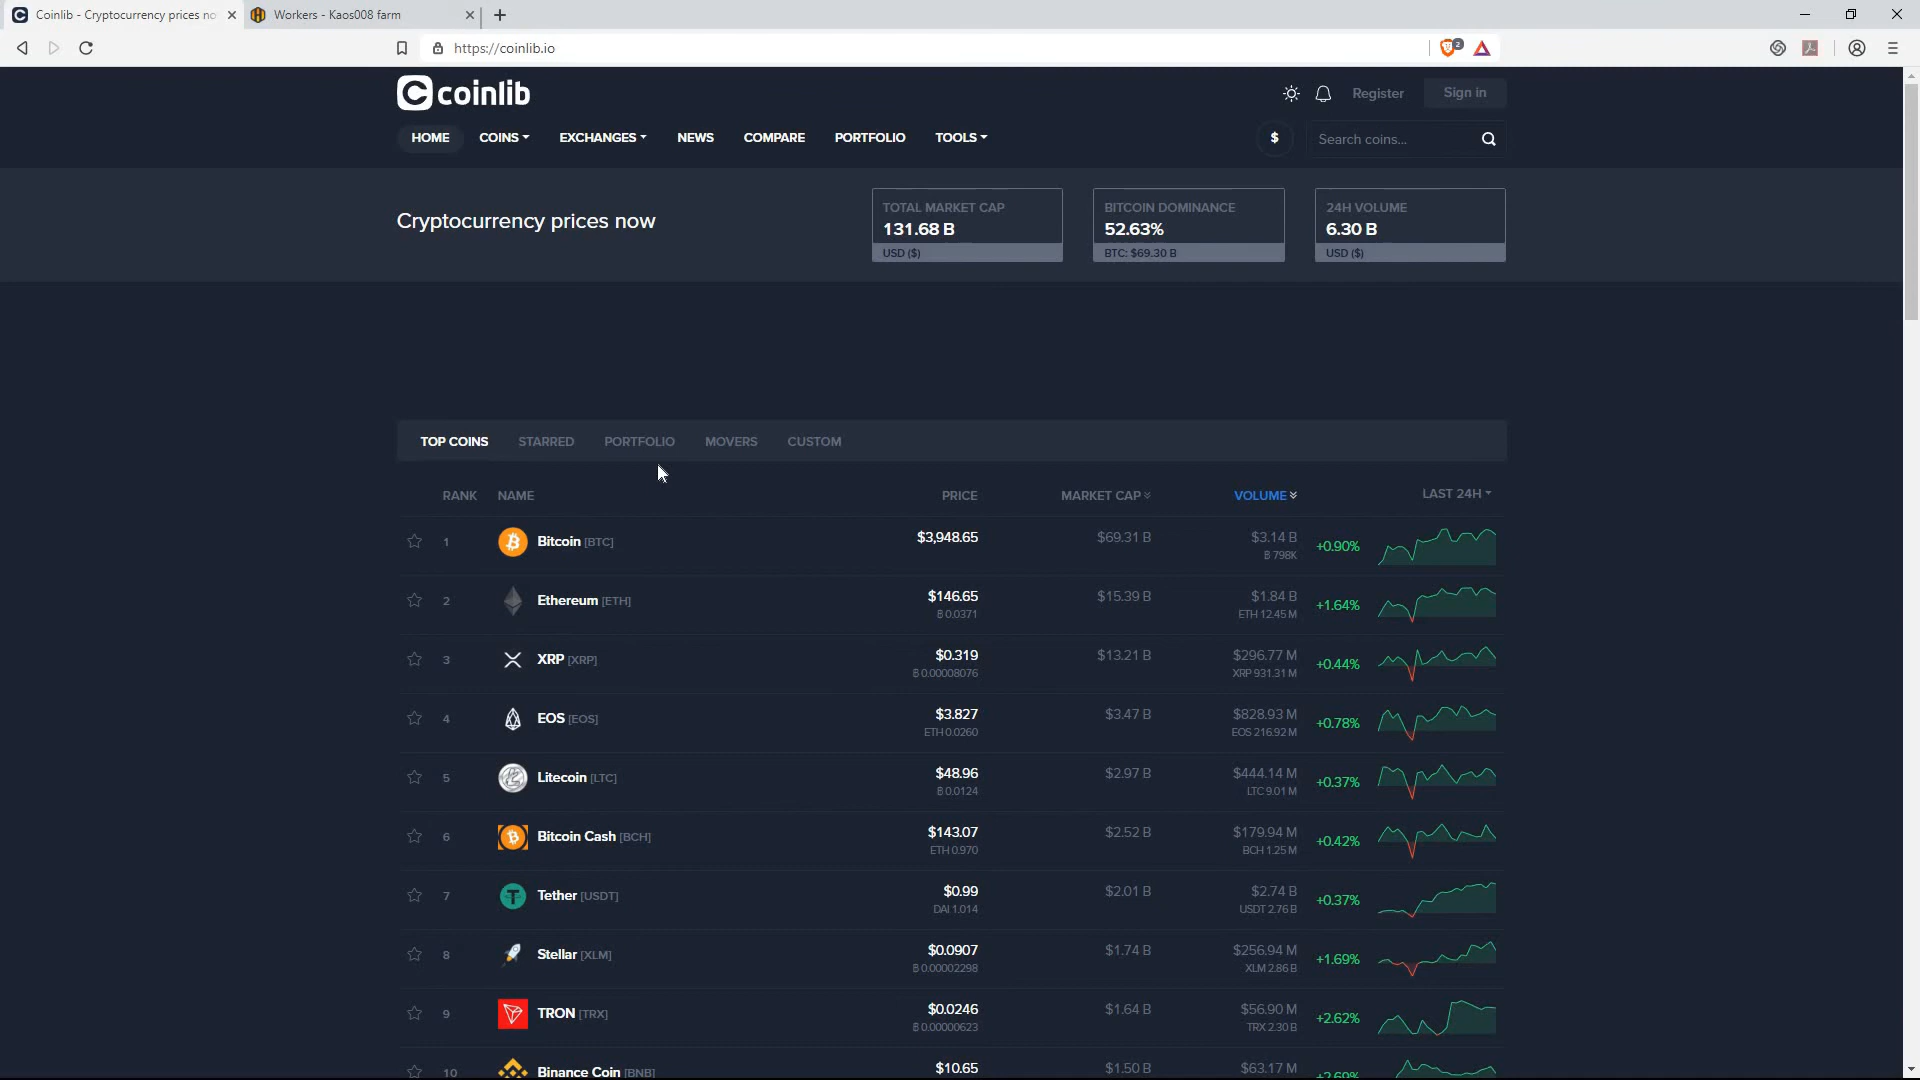 Coinlib - Cryptocurrency prices no
Workers - Kaos008 farm
https://coinlib.io
2
coinlib
Register
Sign in
HOME
COINS
EXCHANGES
NEWS
COMPARE
PORTFOLIO
TOOLS
$
Search coins...
Cryptocurrency prices now
TOTAL MARKET CAP
131.68 B
USD ($)
BITCOIN DOMINANCE
52.63%
BTC: $69.30 B
24H VOLUME
6.30 B
USD ($)
TOP COINS
STARRED
PORTFOLIO
MOVERS
CUSTOM
RANK NAME PRICE MARKET CAP VOLUME LAST 24H
1 Bitcoin [BTC] $3,948.65 $69.31 B $3.14 B +0.90%
฿ 798K
2 Ethereum [ETH] $146.65 $15.39 B $1.84 B +1.64%
฿ 0.0371 ETH 12.45 M
3 XRP [XRP] $0.319 $13.21 B $296.77 M +0.44%
฿ 0.00008076 XRP 931.31 M
4 EOS [EOS] $3.827 $3.47 B $828.93 M +0.78%
ETH 0.0260 EOS 216.92 M
5 Litecoin [LTC] $48.96 $2.97 B $444.14 M +0.37%
฿ 0.0124 LTC 9.01 M
6 Bitcoin Cash [BCH] $143.07 $2.52 B $179.94 M +0.42%
ETH 0.970 BCH 1.25 M
7 Tether [USDT] $0.99 $2.01 B $2.74 B +0.37%
DAI 1.014 USDT 2.76 B
8 Stellar [XLM] $0.0907 $1.74 B $256.94 M +1.69%
฿ 0.00002298 XLM 2.86 B
9 TRON [TRX] $0.0246 $1.64 B $56.90 M +2.62%
฿ 0.00000623 TRX 2.30 B
10 Binance Coin [BNB] $10.65 $1.50 B $63.17 M +2.69%